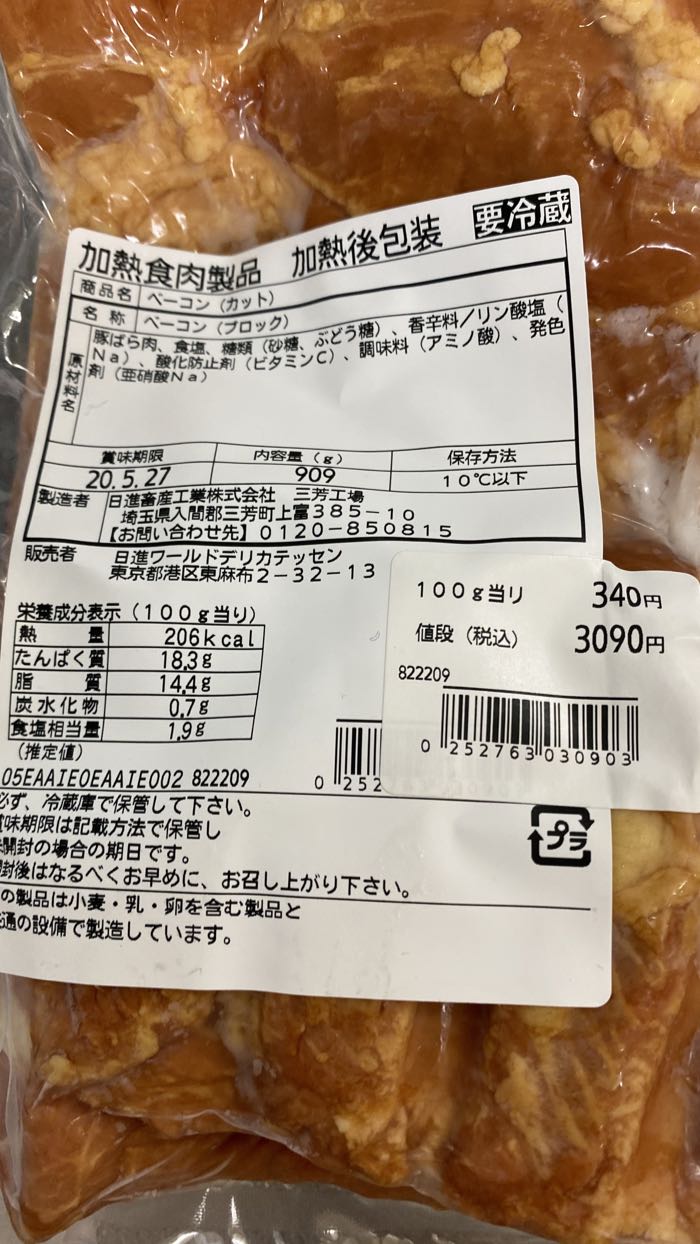 加熱食肉製品 加熱後包装 要冷蔵
商品名 ベーコン（カット）
名称 ベーコン（ブロック）
原材料名 豚ばら肉、食塩、糖類（砂糖、ぶどう糖）、香辛料／リン酸塩（
Ｎａ）、酸化防止剤（ビタミンＣ）、調味料（アミノ酸）、発色
剤（亜硝酸Ｎａ）
賞味期限 内容量（g） 保存方法
20.5.27 909 １０℃以下
製造者 日進畜産工業株式会社 三芳工場
埼玉県入間郡三芳町上富３８５－１０
【お問い合わせ先】０１２０－８５０８１５
販売者 日進ワールドデリカテッセン
東京都港区東麻布２－３２－１３
１００ｇ当り 340円
値段（税込） 3090円
822209
0 252763 030903
栄養成分表示（１００ｇ当り）
熱量 206kcal
たんぱく質 18.3g
脂質 14.4g
炭水化物 0.7g
食塩相当量 1.9g
（推定値）
05EAAIE0EAAIE002 822209
0 252
必ず、冷蔵庫で保管して下さい。
賞味期限は記載方法で保管し
未開封の場合の期日です。
開封後はなるべくお早めに、お召し上がり下さい。
の製品は小麦・乳・卵を含む製品と
共通の設備で製造しています。
プラ